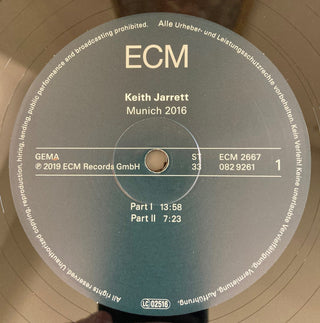 ECM
Keith Jarrett
Munich 2016
GEMA
℗ 2019 ECM Records GmbH
ST
33
ECM 2667
082 9261
1
Part I 13:58
Part II 7:23
LC 02516
All rights reserved. Unauthorized copying, reproduction, hiring, lending, public performance and broadcasting prohibited.
Alle Urheber- und Leistungsschutzrechte vorbehalten. Kein Verleih! Keine unerlaubte Vervielfältigung, Vermietung, Aufführung,